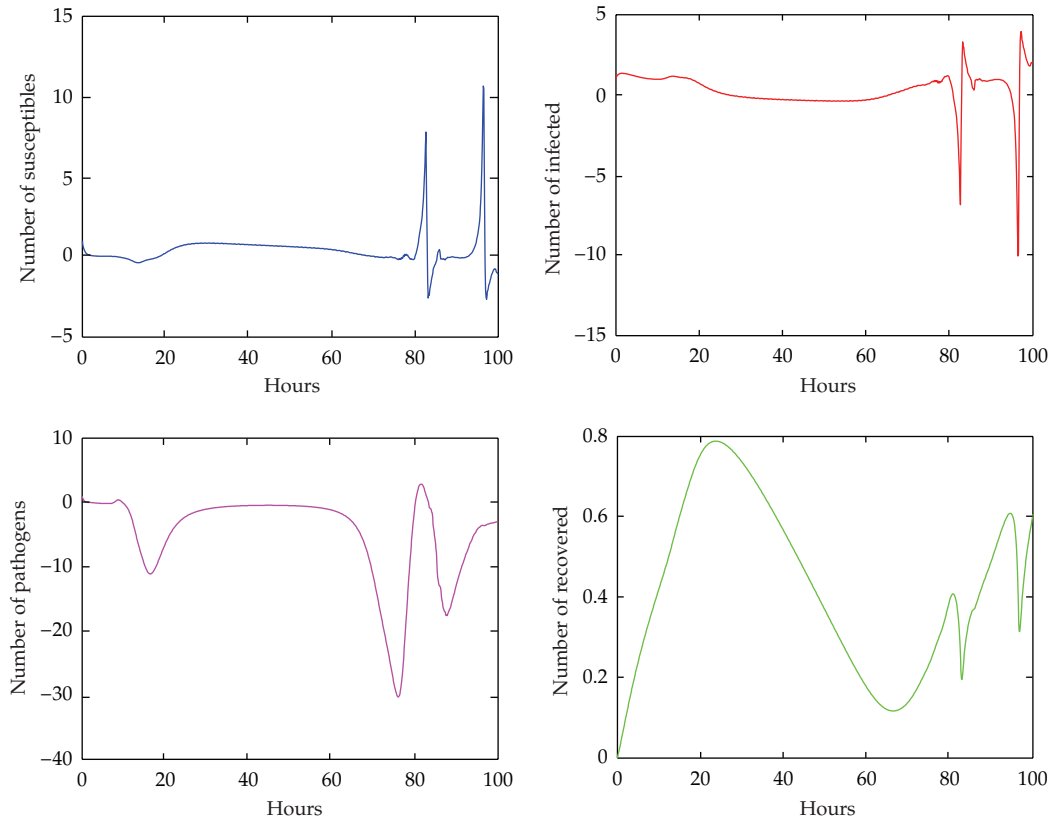 15
10
5
0
−5
Number of susceptibles
0 20 40 60 80 100
Hours
5
0
−5
−10
−15
Number of infected
0 20 40 60 80 100
Hours
10
0
−10
−20
−30
−40
Number of pathogens
0 20 40 60 80 100
Hours
0.8
0.6
0.4
0.2
0
Number of recovered
0 20 40 60 80 100
Hours